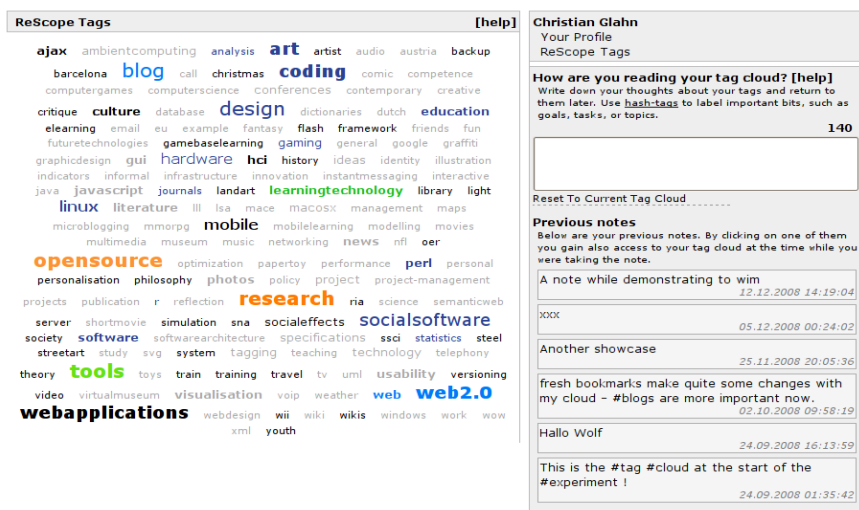 ReScope Tags [help]
ajax ambientcomputing analysis art artist audio austria backup
barcelona blog call christmas coding comic competence
computergames computerscience conferences contemporary creative
critique culture database design dictionaries dutch education
elearning email eu example fantasy flash framework friends fun
futuretechnologies gamebaselearning gaming general google graffiti
graphicdesign gui hardware hci history ideas identity illustration
indicators informal infrastructure innovation instantmessaging interactive
java javascript journals landart learningtechnology library light
linux literature lll lsa mace macosx management maps
microblogging mmorpg mobile mobilelearning modelling movies
multimedia museum music networking news nfl oer
opensource optimization papertoy performance perl personal
personalisation philosophy photos policy project project-management
projects publication r reflection research ria science semanticweb
server shortmovie simulation sna socialeffects socialsoftware
society software softwarearchitecture specifications ssci statistics steel
streetart study svg system tagging teaching technology telephony
theory tools toys train training travel tv uml usability versioning
video virtualmuseum visualisation voip weather web web2.0
webapplications webdesign wii wiki wikis windows work wow
xml youth
Christian Glahn
Your Profile
ReScope Tags
How are you reading your tag cloud? [help]
Write down your thoughts about your tags and return to
them later. Use hash-tags to label important bits, such as
goals, tasks, or topics.
140
Reset To Current Tag Cloud
Previous notes
Below are your previous notes. By clicking on one of them
you gain also access to your tag cloud at the time while you
were taking the note.
A note while demonstrating to wim
12.12.2008 14:19:04
xxx
05.12.2008 00:24:02
Another showcase
25.11.2008 20:05:36
fresh bookmarks make quite some changes with
my cloud - #blogs are more important now.
02.10.2008 09:58:19
Hallo Wolf
24.09.2008 16:13:59
This is the #tag #cloud at the start of the
#experiment !
24.09.2008 01:35:42